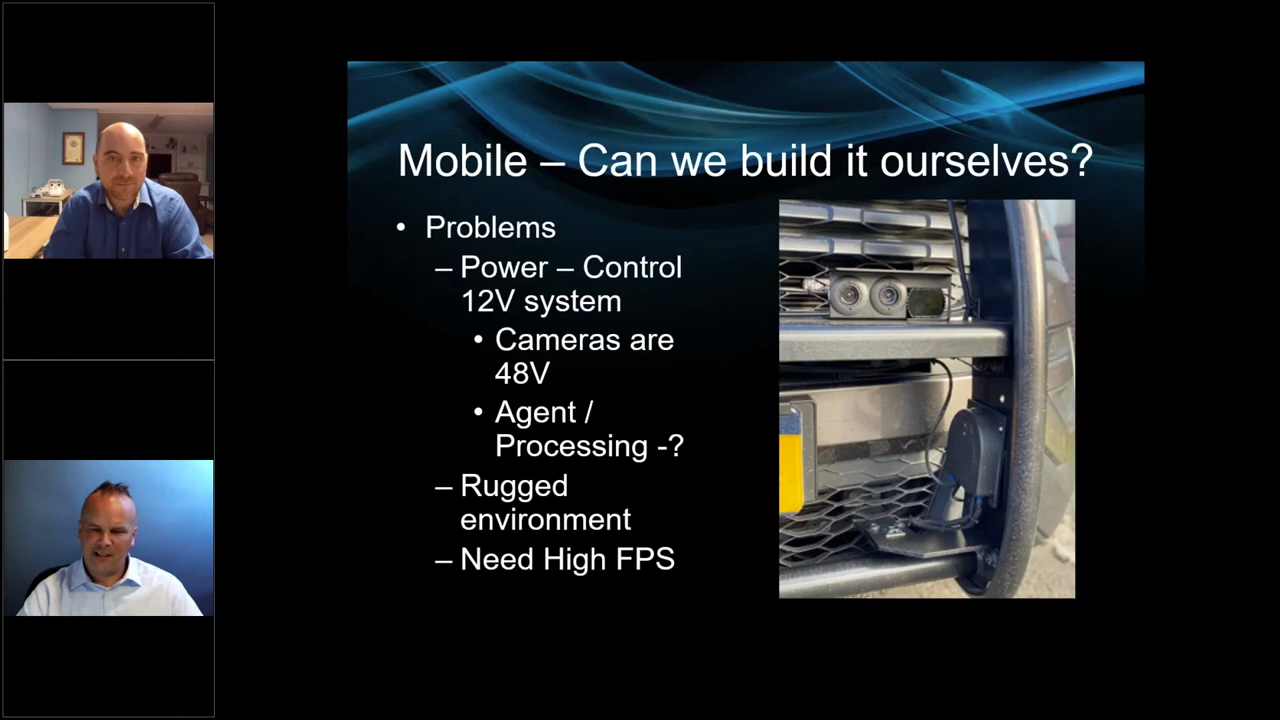 Mobile – Can we build it ourselves?
• Problems
– Power – Control
12V system
• Cameras are
48V
• Agent /
Processing -?
– Rugged
environment
– Need High FPS